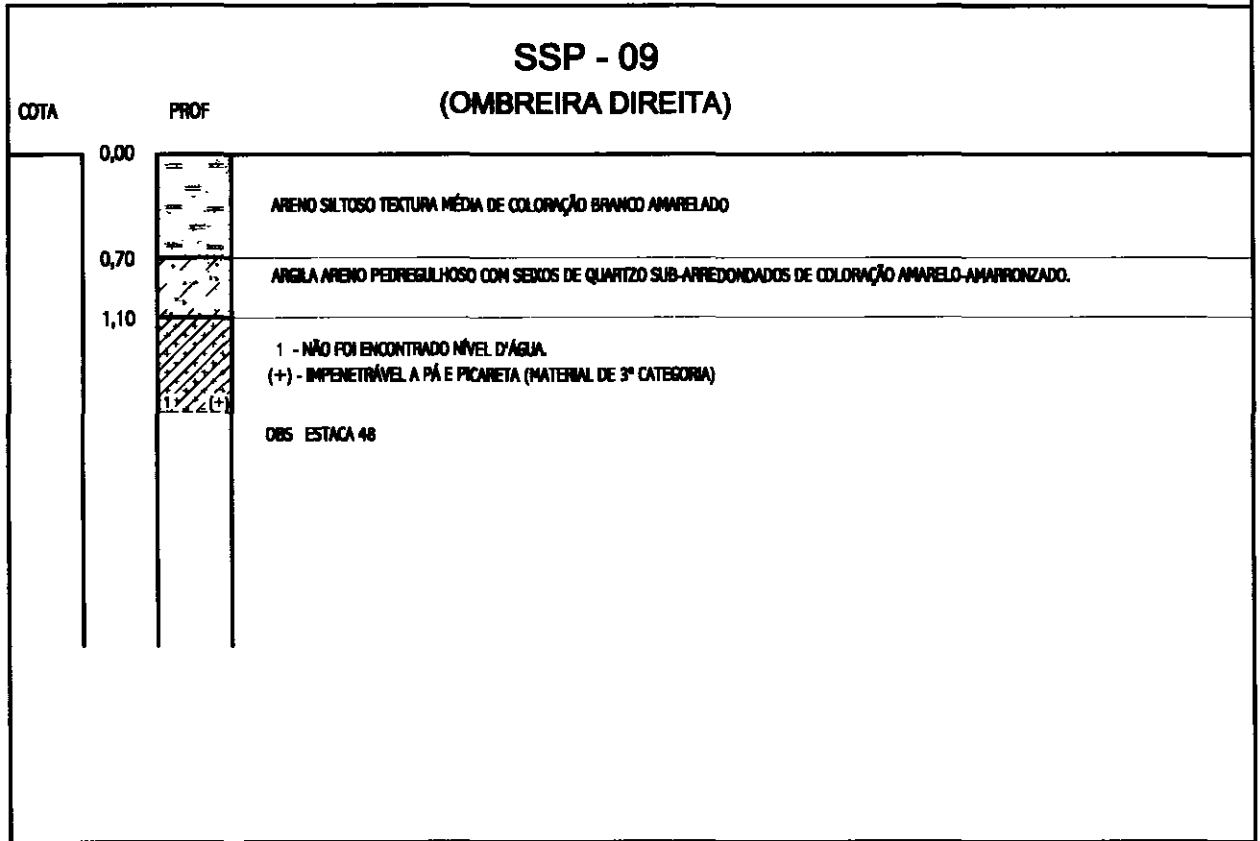 SSP - 09
(OMBREIRA DIREITA)
COTA PROF
0,00
ARENO SILTOSO TEXTURA MÉDIA DE COLORAÇÃO BRANCO AMARELADO
0,70
ARGILA ARENO PEDREGULHOSO COM SEIXOS DE QUARTZO SUB-ARREDONDADOS DE COLORAÇÃO AMARELO-AMARRONZADO.
1,10
1 - NÃO FOI ENCONTRADO NÍVEL D'ÁGUA.
(+) - IMPENETRÁVEL A PÁ E PICARETA (MATERIAL DE 3ª CATEGORIA)
1 (+)
OBS ESTACA 48